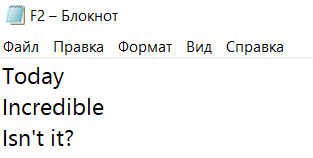 F2 – Блокнот
Файл Правка Формат Вид Справка
Today
Incredible
Isn't it?